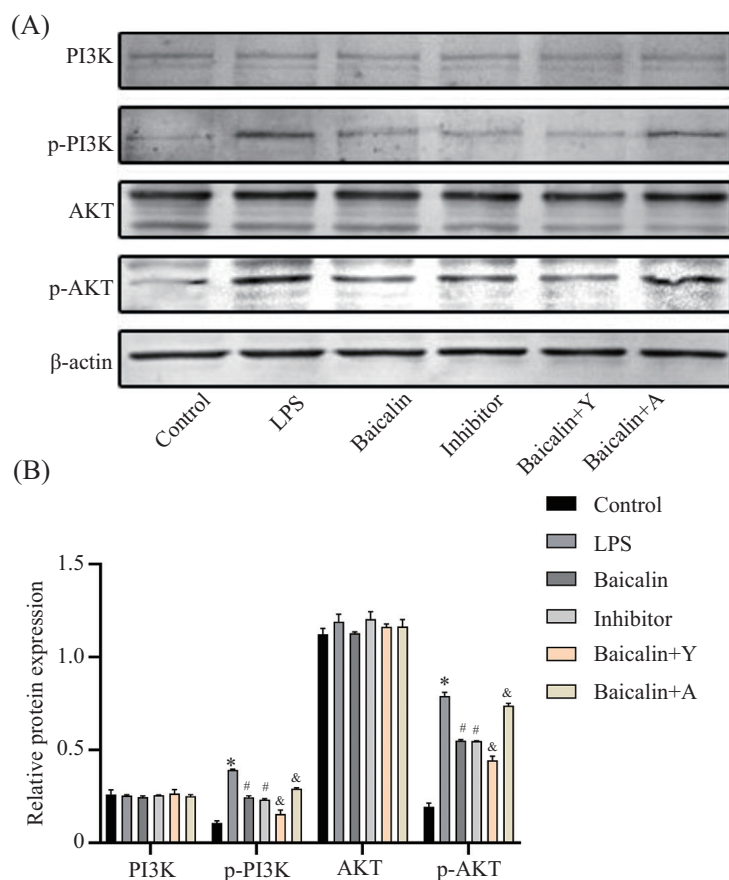 (A)
PI3K
p-PI3K
AKT
p-AKT
β-actin
Control
LPS
Baicalin
Inhibitor
Baicalin+Y
Baicalin+A
(B)
Control
LPS
Baicalin
Inhibitor
Baicalin+Y
Baicalin+A
Relative protein expression
1.5
1.0
0.5
0
* # # & &
* # # & &
PI3K p-PI3K AKT p-AKT